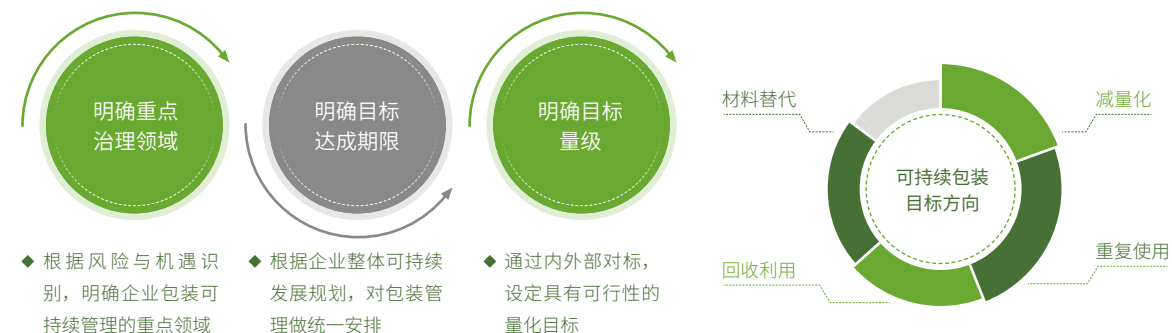 明确重点
治理领域
明确目标
达成期限
明确目标
量级
根据风险与机遇识
别，明确企业包装可
持续管理的重点领域
根据企业整体可持续
发展规划，对包装管
理做统一安排
通过内外部对标，
设定具有可行性的
量化目标
材料替代
减量化
可持续包装
目标方向
回收利用
重复使用